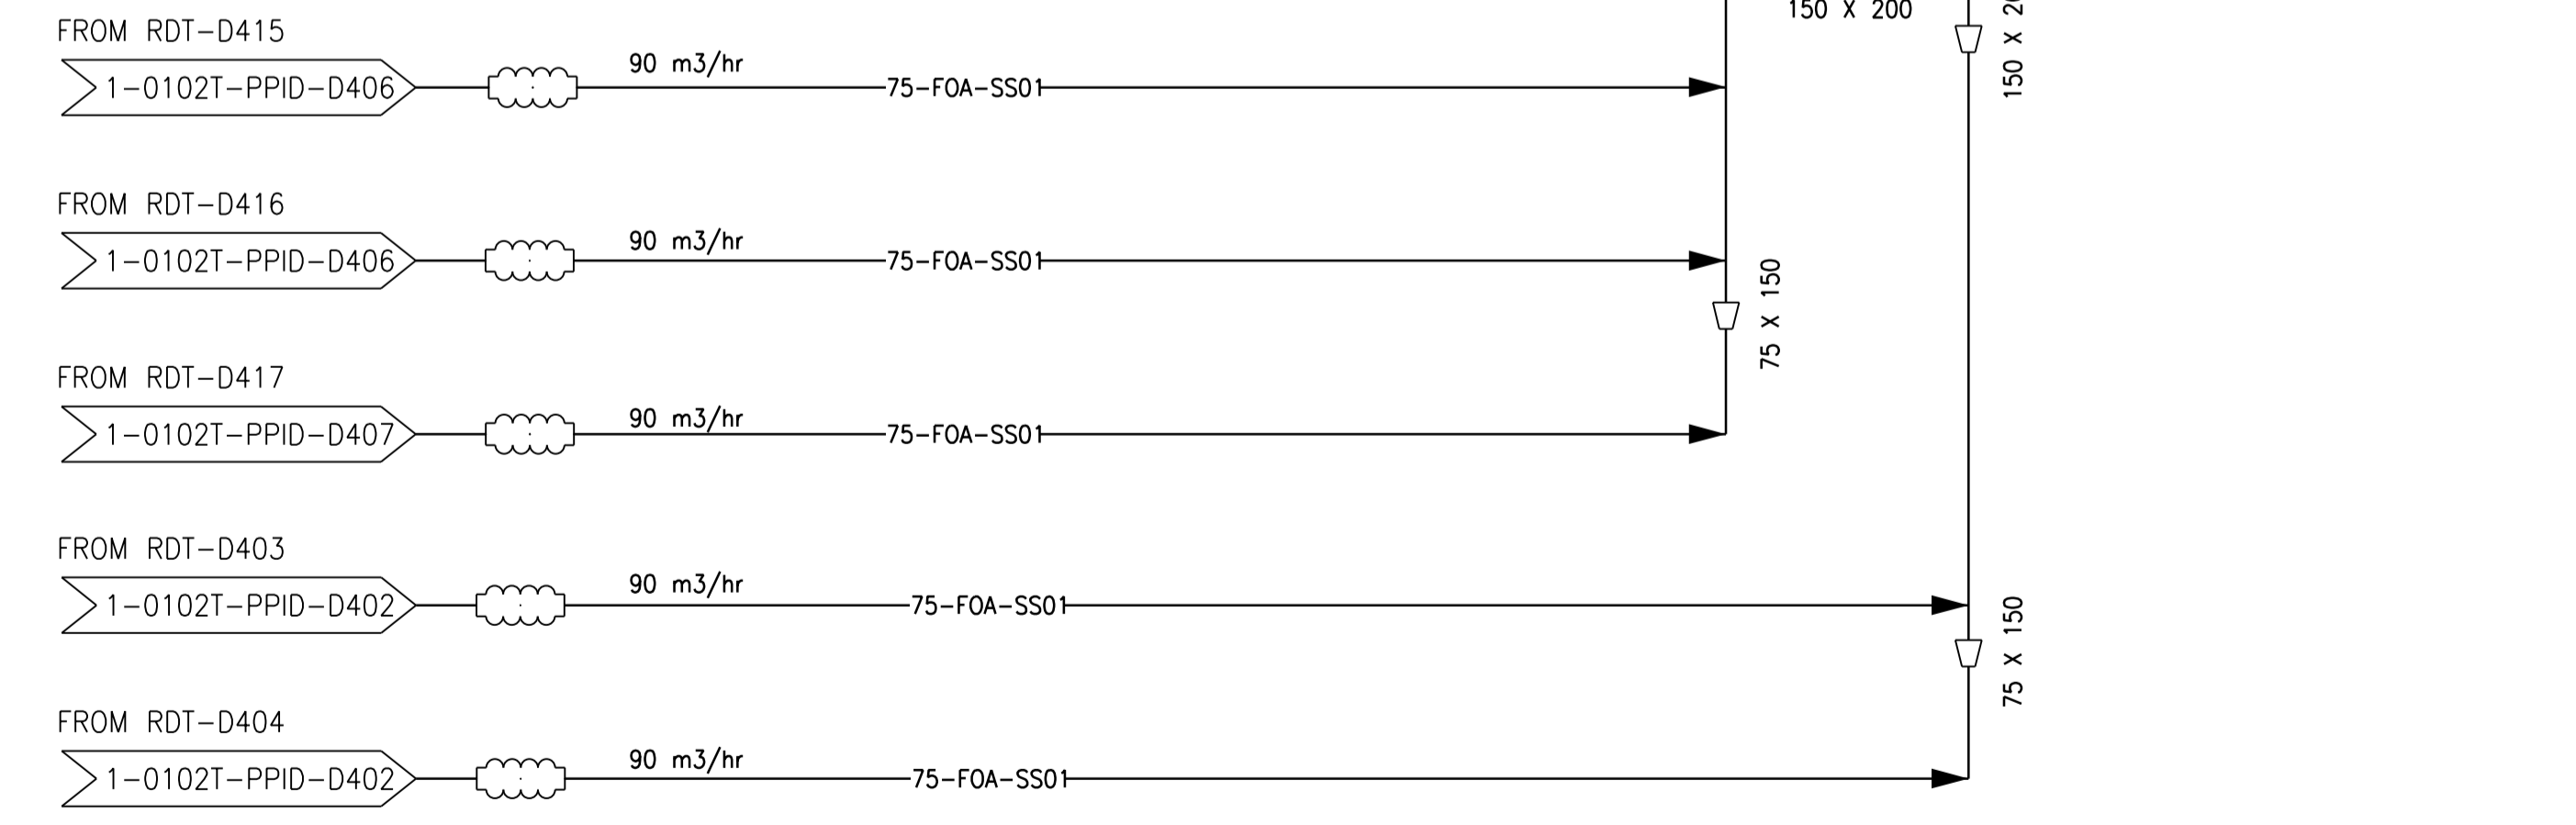 150 X 200
150 X 20
FROM RDT-D415
1-0102T-PPID-D406
90 m3/hr
75-FOA-SS01
FROM RDT-D416
1-0102T-PPID-D406
90 m3/hr
75-FOA-SS01
75 X 150
FROM RDT-D417
1-0102T-PPID-D407
90 m3/hr
75-FOA-SS01
FROM RDT-D403
1-0102T-PPID-D402
90 m3/hr
75-FOA-SS01
75 X 150
FROM RDT-D404
1-0102T-PPID-D402
90 m3/hr
75-FOA-SS01